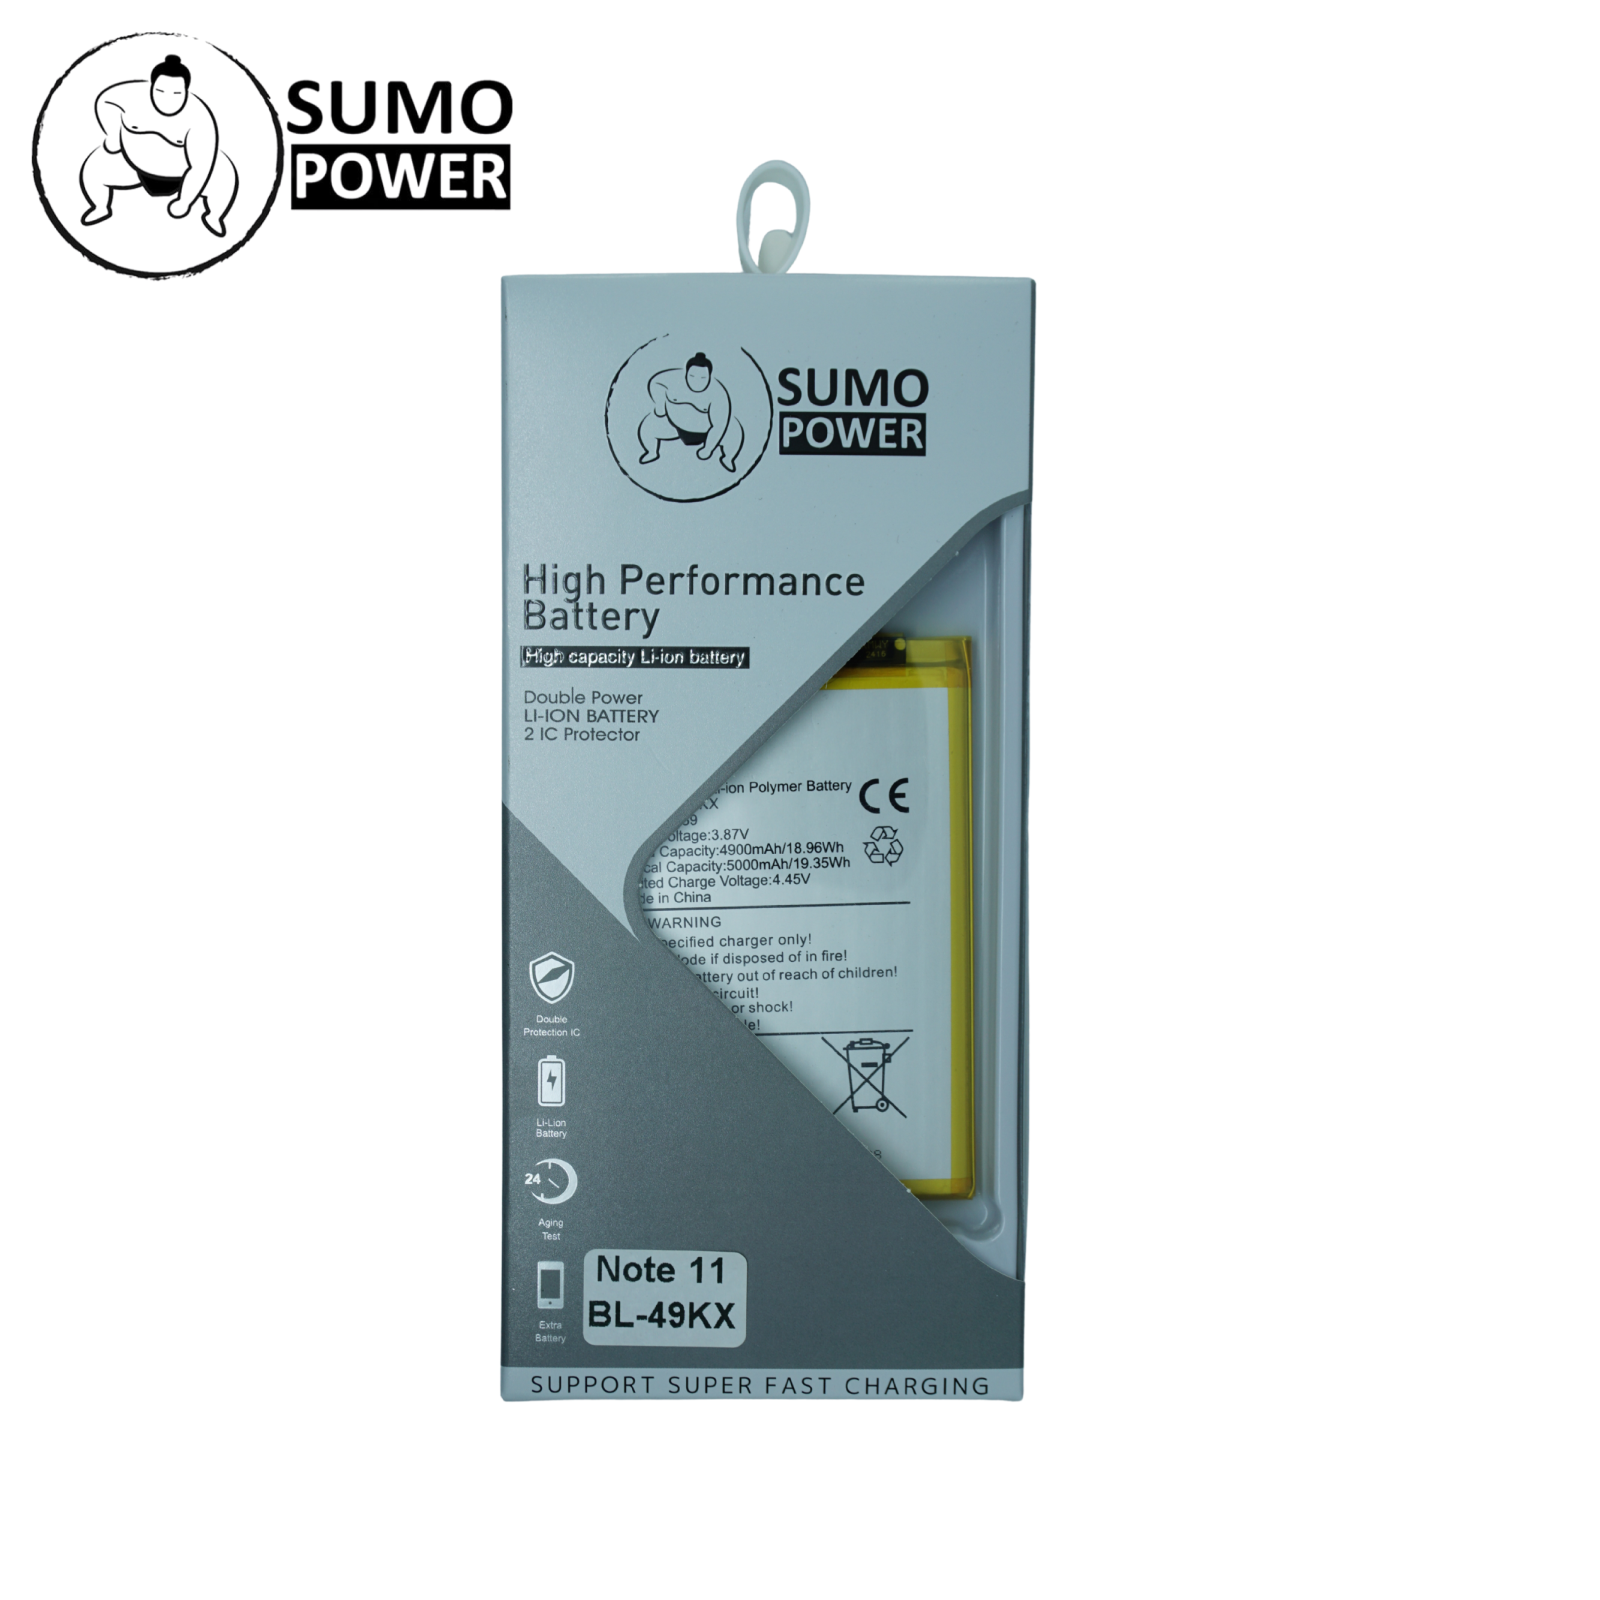 SUMO
POWER
SUMO
POWER
High Performance
Battery
High capacity Li-ion battery
Double Power
LI-ION BATTERY
2 IC Protector
-ion Polymer Battery
KX
CE
39
oltage:3.87V
Capacity:4900mAh/18.96Wh
cal Capacity:5000mAh/19.35Wh
ted Charge Voltage:4.45V
de in China
WARNING
pecified charger only!
lode if disposed of in fire!
attery out of reach of children!
circuit!
or shock!
le!
Double
Protection IC
Li-Lion
Battery
24
Aging
Test
Extra
Battery
Note 11
BL-49KX
SUPPORT SUPER FAST CHARGING